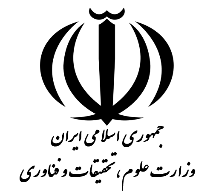 جمهوری اسلامی ایران
وزارت علوم، تحقیقات و فناوری